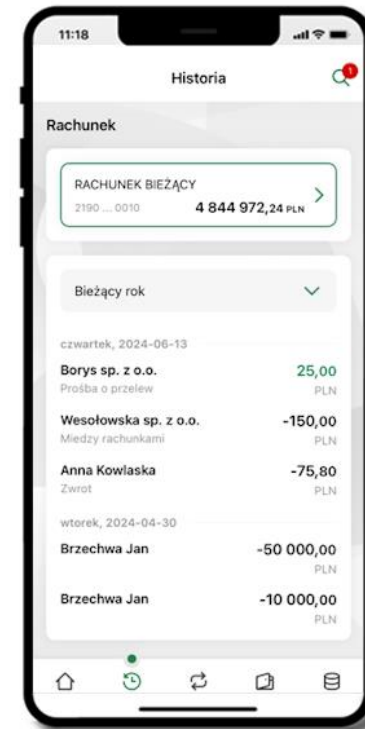 11:18
Historia
1
Rachunek
RACHUNEK BIEŻĄCY
2190 ... 0010 4 844 972,24 PLN
Bieżący rok
czwartek, 2024-06-13
Borys sp. z o.o. 25,00
Prośba o przelew PLN
Wesołowska sp. z o.o. -150,00
Miedzy rachunkami PLN
Anna Kowlaska -75,80
Zwrot PLN
wtorek, 2024-04-30
Brzechwa Jan -50 000,00
PLN
Brzechwa Jan -10 000,00
PLN